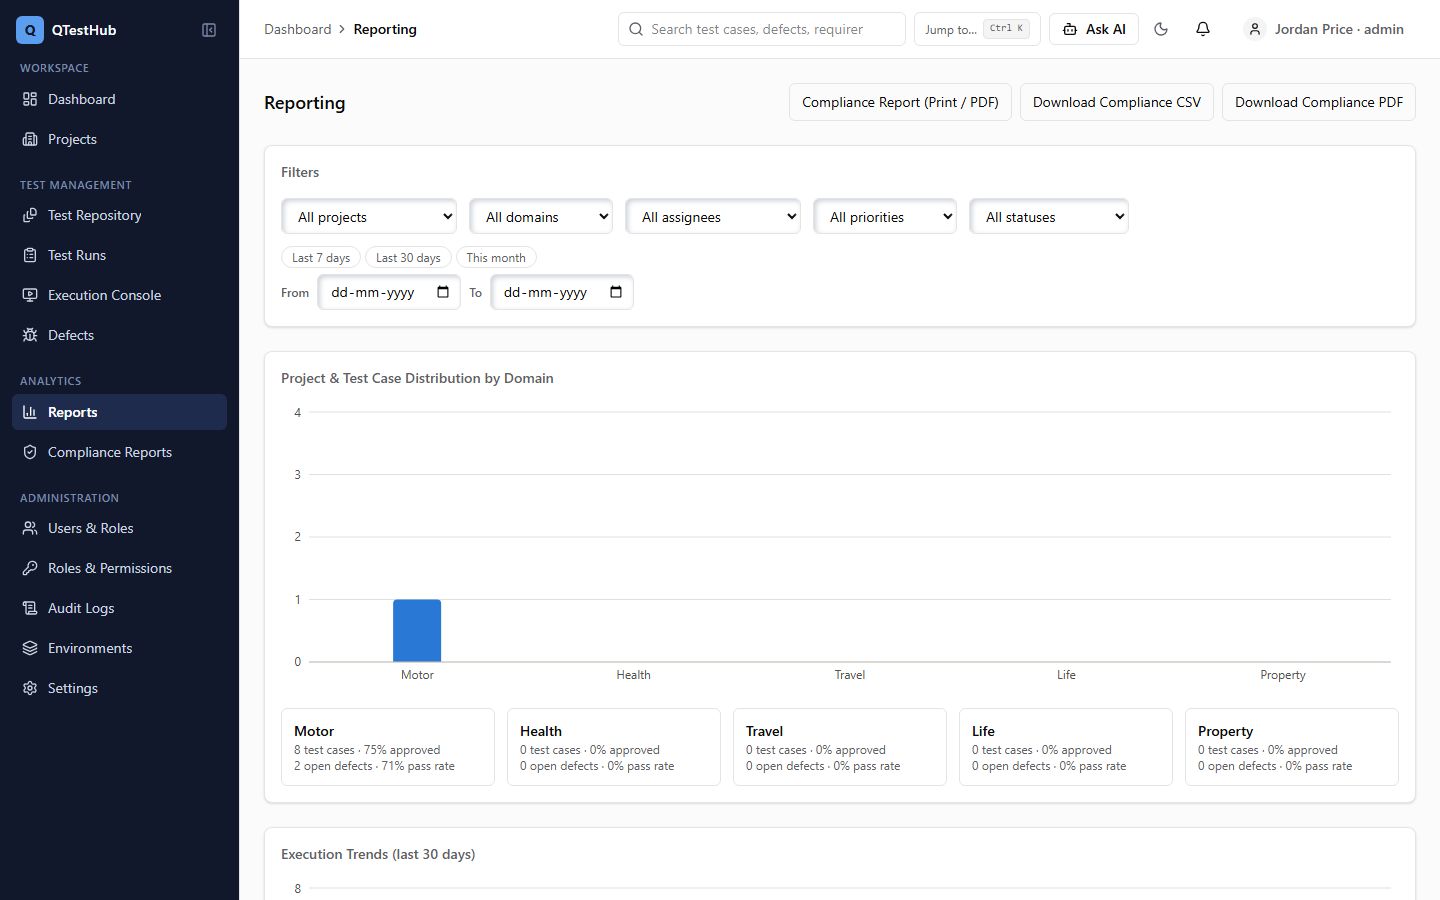 Q QTestHub
WORKSPACE
Dashboard
Projects
TEST MANAGEMENT
Test Repository
Test Runs
Execution Console
Defects
ANALYTICS
Reports
Compliance Reports
ADMINISTRATION
Users & Roles
Roles & Permissions
Audit Logs
Environments
Settings
Dashboard > Reporting
Search test cases, defects, requirer
Jump to... Ctrl K
Ask AI
Jordan Price · admin
Reporting
Compliance Report (Print / PDF)
Download Compliance CSV
Download Compliance PDF
Filters
All projects
All domains
All assignees
All priorities
All statuses
Last 7 days
Last 30 days
This month
From dd-mm-yyyy To dd-mm-yyyy
Project & Test Case Distribution by Domain
4
3
2
1
0
Motor Health Travel Life Property
Motor
8 test cases · 75% approved
2 open defects · 71% pass rate
Health
0 test cases · 0% approved
0 open defects · 0% pass rate
Travel
0 test cases · 0% approved
0 open defects · 0% pass rate
Life
0 test cases · 0% approved
0 open defects · 0% pass rate
Property
0 test cases · 0% approved
0 open defects · 0% pass rate
Execution Trends (last 30 days)
8